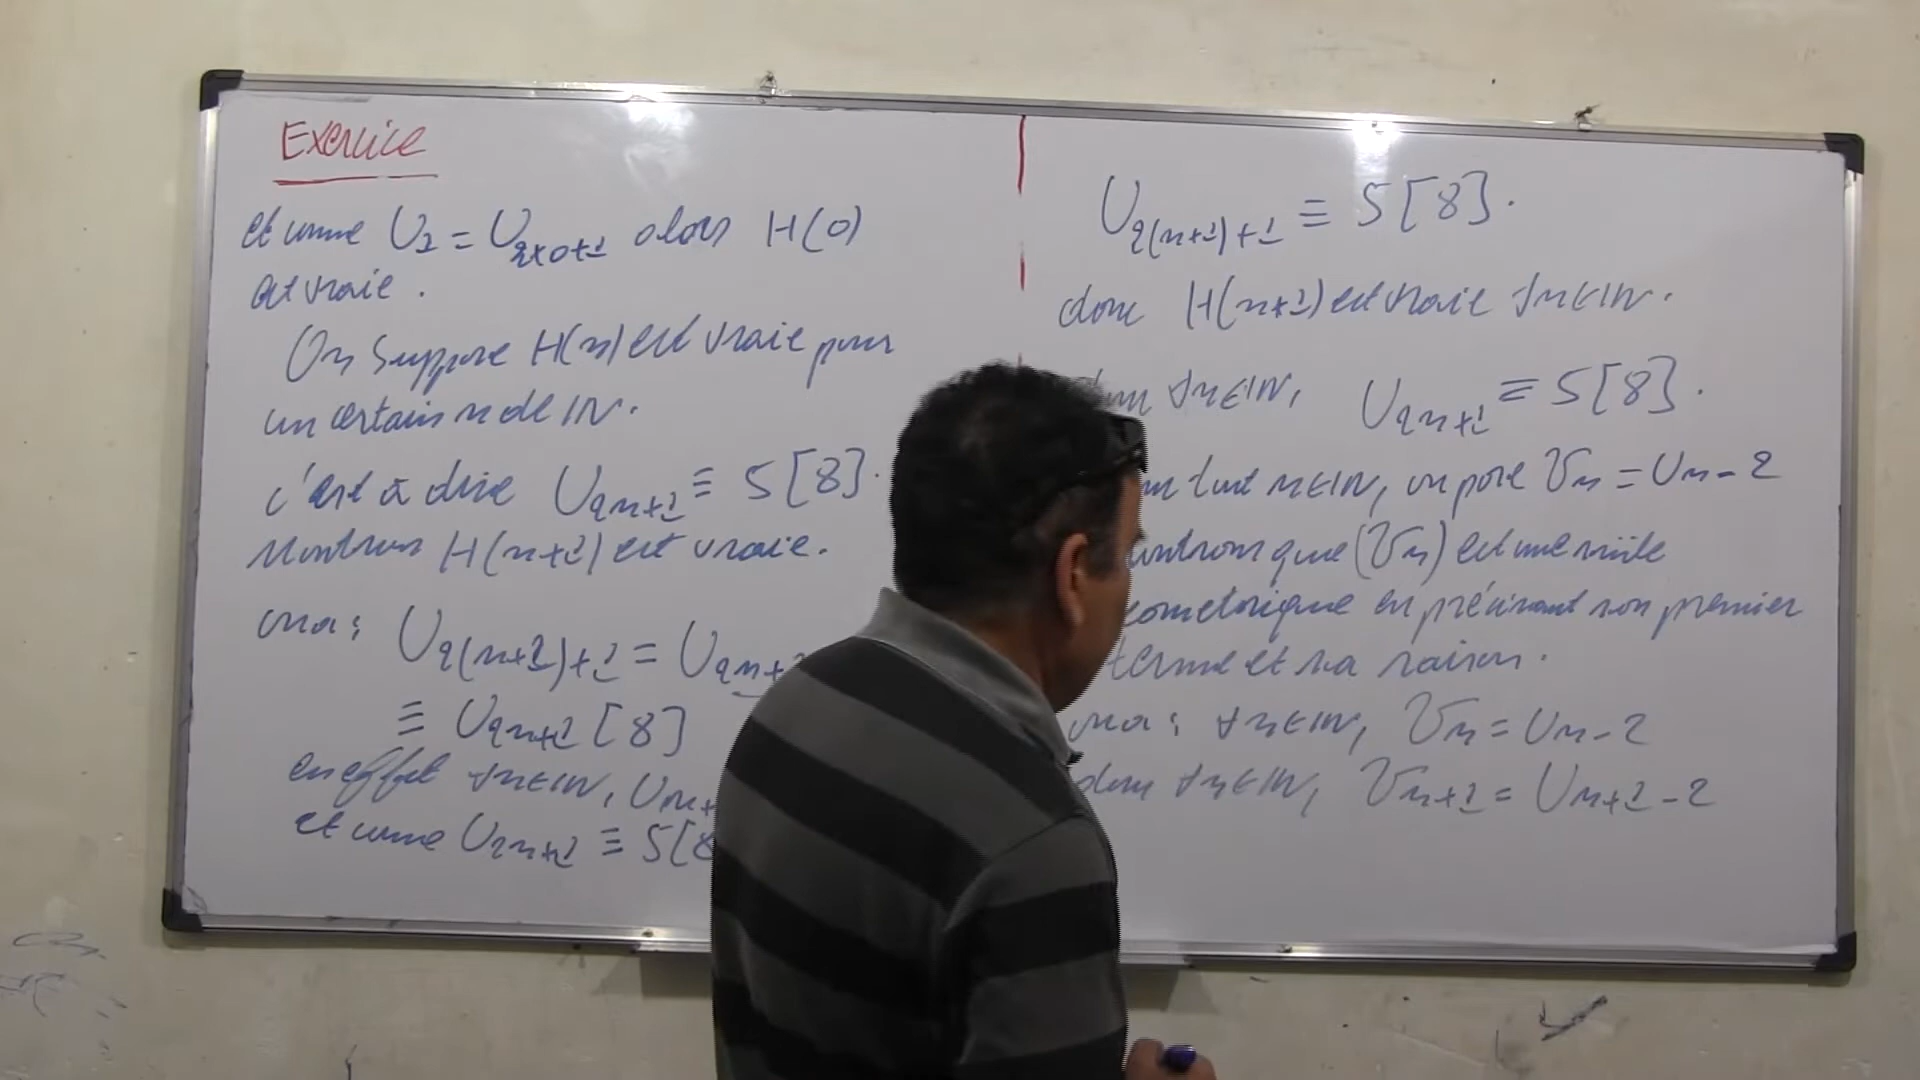 Exercice
et comme U₁ = U₂ₓ₀₊₁ alors H(0)
est vraie.
On suppose H(n) est vraie pour
un certain n de IN.
c'est à dire U₂ₙ₊₁ ≡ 5[8].
Montrons H(n+1) est vraie.
on a : U₂₍ₙ₊₁₎₊₁ = U₂ₙ₊
≡ U₂ₙ₊₁ [8]
en effet ∀n∈IN, Uₙ₊
et comme U₂ₙ₊₁ ≡ 5[8
U₂₍ₙ₊₁₎₊₁ ≡ 5[8].
donc H(n+1) est vraie ∀n∈IN.
∀n∈IN, U₂ₙ₊₁ ≡ 5[8].
tout n∈IN, on pose Vₙ = Uₙ - 2
ontrons que (Vₙ) est une suite
eometrique en précisant son premier
terme et sa raison.
on a : ∀n∈IN, Vₙ = Uₙ - 2
donc ∀n∈IN, Vₙ₊₁ = Uₙ₊₁ - 2